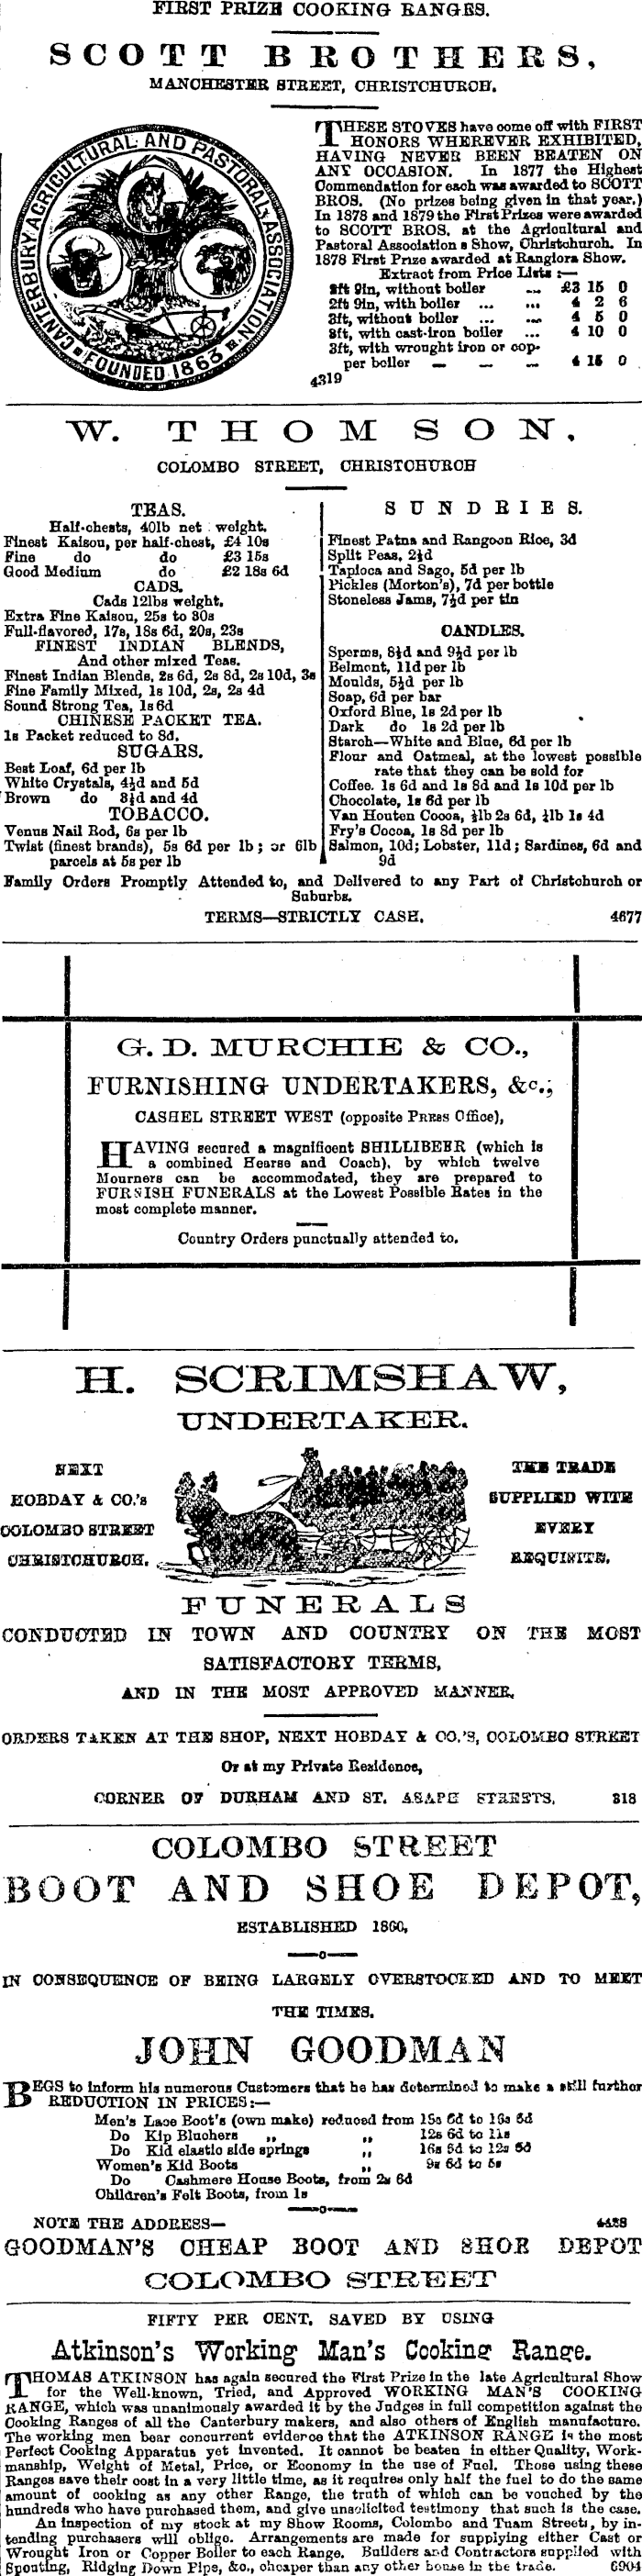 FIRST PRIZE COOKING RANGES.
SCOTT BROTHERS,
MANCHESTER STREET, CHRISTCHURCH.
CANTERBURY AGRICULTURAL AND PASTORAL ASSOCIATION
FOUNDED 1863
THESE STOVES have come off with FIRST
HONORS WHEREVER EXHIBITED,
HAVING NEVER BEEN BEATEN ON
ANY OCCASION. In 1877 the Highest
Commendation for each was awarded to SCOTT
BROS. (No prizes being given in that year.)
In 1878 and 1879 the First Prizes were awarded
to SCOTT BROS. at the Agricultural and
Pastoral Association s Show, Christchurch. In
1878 First Prize awarded at Rangiora Show.
Extract from Price Lists :—
2ft 9in, without boiler ... £3 15 0
2ft 9in, with boiler ... ... 4 2 6
3ft, without boiler ... ... 4 5 0
3ft, with cast-iron boiler ... 4 10 0
3ft, with wrought iron or cop-
per boiler — — — 4 15 0
4319
W. THOMSON,
COLOMBO STREET, CHRISTCHURCH
TEAS.
Half-chests, 40lb net weight.
Finest Kaisou, per half-chest, £4 10s
Fine do do £3 15s
Good Medium do £2 18s 6d
CADS.
Cads 12lbs weight.
Extra Fine Kaisou, 25s to 30s
Full-flavored, 17s, 18s 6d, 20s, 23s
FINEST INDIAN BLENDS,
And other mixed Teas.
Finest Indian Blends, 2s 6d, 2s 8d, 2s 10d, 3s
Fine Family Mixed, 1s 10d, 2s, 2s 4d
Sound Strong Tea, 1s 6d
CHINESE PACKET TEA.
1s Packet reduced to 8d.
SUGARS.
Best Loaf, 6d per lb
White Crystals, 4½d and 5d
Brown do 3½d and 4d
TOBACCO.
Venus Nail Rod, 6s per lb
Twist (finest brands), 5s 6d per lb ; or 6lb
parcels at 5s per lb
SUNDRIES.
Finest Patna and Rangoon Rice, 3d
Split Peas, 2½d
Tapioca and Sago, 5d per lb
Pickles (Morton's), 7d per bottle
Stoneless Jams, 7½d per tin
CANDLES.
Sperms, 8½d and 9½d per lb
Belmont, 11d per lb
Moulds, 5½d per lb
Soap, 6d per bar
Oxford Blue, 1s 2d per lb
Dark do 1s 2d per lb
Starch—White and Blue, 6d per lb
Flour and Oatmeal, at the lowest possible
rate that they can be sold for
Coffee. 1s 6d and 1s 8d and 1s 10d per lb
Chocolate, 1s 6d per lb
Van Houten Cocoa, ½lb 2s 6d, ¼lb 1s 4d
Fry's Cocoa, 1s 8d per lb
Salmon, 10d; Lobster, 11d; Sardines, 6d and
9d
Family Orders Promptly Attended to, and Delivered to any Part of Christchurch or
Suburbs.
TERMS—STRICTLY CASH. 4677
G. D. MURCHIE & CO.,
FURNISHING UNDERTAKERS, &c.,
CASHEL STREET WEST (opposite PRESS Office),
HAVING secured a magnificent SHILLIBEER (which is
a combined Hearse and Coach), by which twelve
Mourners can be accommodated, they are prepared to
FURNISH FUNERALS at the Lowest Possible Rates in the
most complete manner.
Country Orders punctually attended to.
H. SCRIMSHAW,
UNDERTAKER.
NEXT
HOBDAY & CO.'s
COLOMBO STREET
CHRISTCHURCH.
THE TRADE
SUPPLIED WITH
EVERY
REQUISITE.
FUNERALS
CONDUCTED IN TOWN AND COUNTRY ON THE MOST
SATISFACTORY TERMS,
AND IN THE MOST APPROVED MANNER.
ORDERS TAKEN AT THE SHOP, NEXT HOBDAY & CO.'S, COLOMBO STREET
Or at my Private Residence,
CORNER OF DURHAM AND ST. ASAPH STREETS. 318
COLOMBO STREET
BOOT AND SHOE DEPOT,
ESTABLISHED 1860,
IN CONSEQUENCE OF BEING LARGELY OVERSTOCKED AND TO MEET
THE TIMES.
JOHN GOODMAN
BEGS to inform his numerous Customers that he has determined to make a still further
REDUCTION IN PRICES:—
Men's Lace Boot's (own make) reduced from 15s 6d to 13s 6d
Do Kip Bluchers „ „ 12s 6d to 11s
Do Kid elastic side springs „ 16s 6d to 12s 6d
Women's Kid Boots „ 9s 6d to 5s
Do Cashmere House Boots, from 2s 6d
Children's Felt Boots, from 1s
NOTE THE ADDRESS— 4438
GOODMAN'S CHEAP BOOT AND SHOE DEPOT
COLOMBO STREET
FIFTY PER CENT. SAVED BY USING
Atkinson's Working Man's Cooking Range.
THOMAS ATKINSON has again secured the First Prize in the late Agricultural Show
for the Well-known, Tried, and Approved WORKING MAN'S COOKING
RANGE, which was unanimously awarded it by the Judges in full competition against the
Cooking Ranges of all the Canterbury makers, and also others of English manufacture.
The working men bear concurrent evidence that the ATKINSON RANGE is the most
Perfect Cooking Apparatus yet invented. It cannot be beaten in either Quality, Work-
manship, Weight of Metal, Price, or Economy in the use of Fuel. Those using these
Ranges save their cost in a very little time, as it requires only half the fuel to do the same
amount of cooking as any other Range, the truth of which can be vouched by the
hundreds who have purchased them, and give unsolicited testimony that such is the case.
An inspection of my stock at my Show Rooms, Colombo and Tuam Streets, by in-
tending purchasers will oblige. Arrangements are made for supplying either Cast or
Wrought Iron or Copper Boiler to each Range. Builders and Contractors supplied with
Spouting, Ridging Down Pipe, &c., cheaper than any other house in the trade.